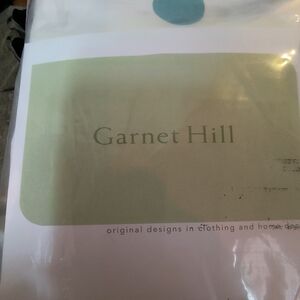 Garnet Hill
original designs in clothing and home